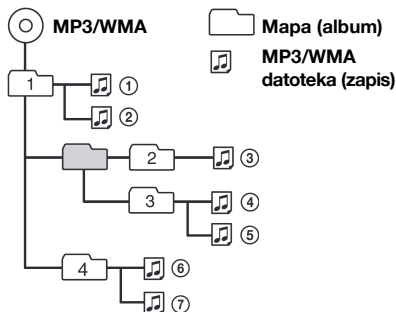 MP3/WMA
Mapa (album)
MP3/WMA
datoteka (zapis)
1
①
②
2
③
3
④
⑤
4
⑥
⑦